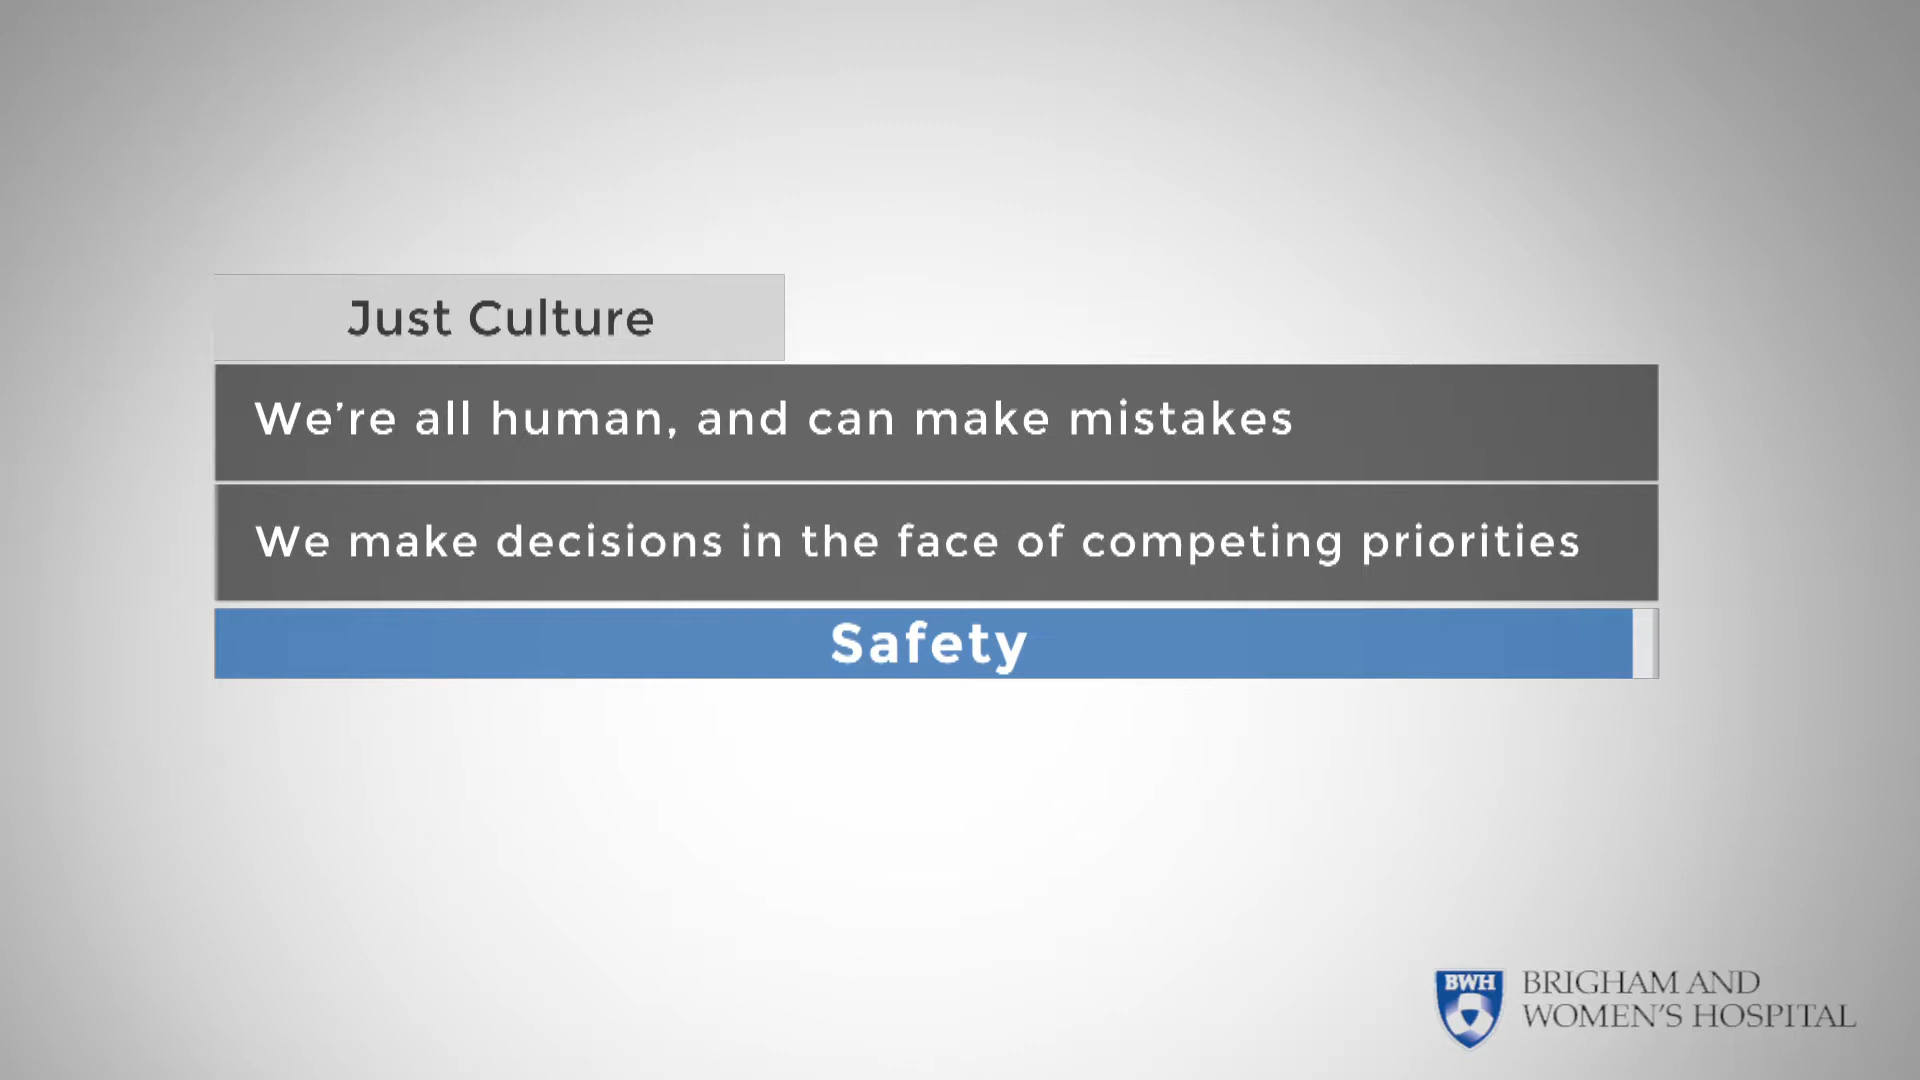 Just Culture
We’re all human, and can make mistakes
We make decisions in the face of competing priorities
Safety
BWH
BRIGHAM AND
WOMEN'S HOSPITAL